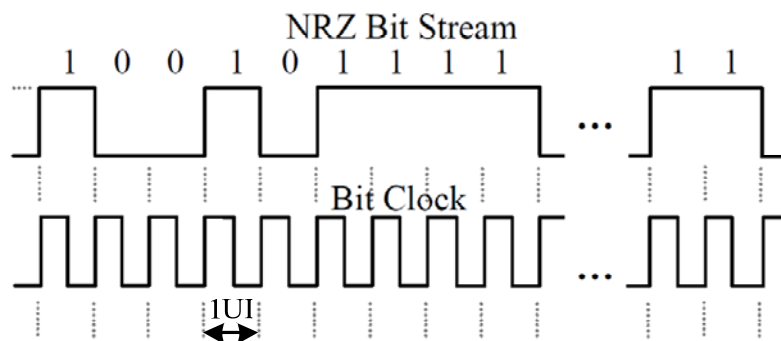 NRZ Bit Stream
1 0 0 1 0 1 1 1 1 1 1
...
Bit Clock
...
1UI